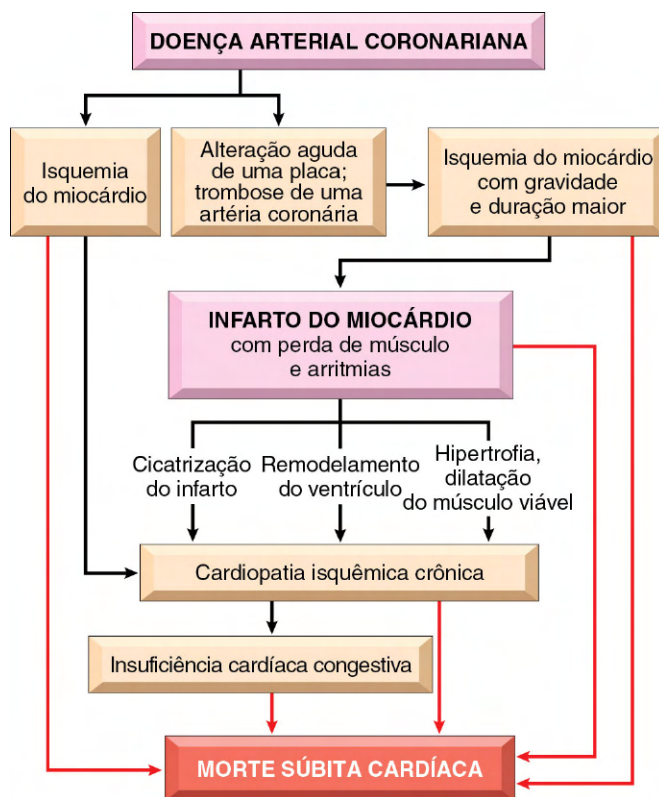 DOENÇA ARTERIAL CORONARIANA
Isquemia
do miocárdio
Alteração aguda
de uma placa;
trombose de uma
artéria coronária
Isquemia do miocárdio
com gravidade
e duração maior
INFARTO DO MIOCÁRDIO
com perda de músculo
e arritmias
Cicatrização
do infarto
Remodelamento
do ventrículo
Hipertrofia,
dilatação
do músculo viável
Cardiopatia isquêmica crônica
Insuficiência cardíaca congestiva
MORTE SÚBITA CARDÍACA